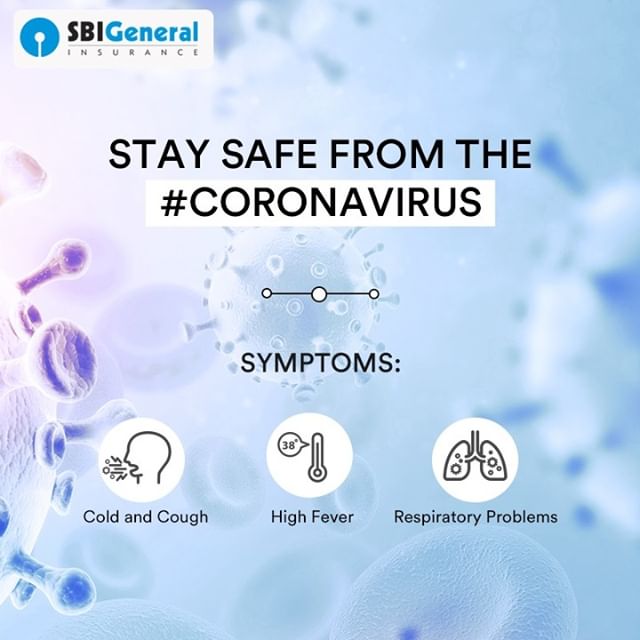 SBIGeneral
INSURANCE
STAY SAFE FROM THE
#CORONAVIRUS
SYMPTOMS:
38°
Cold and Cough
High Fever
Respiratory Problems